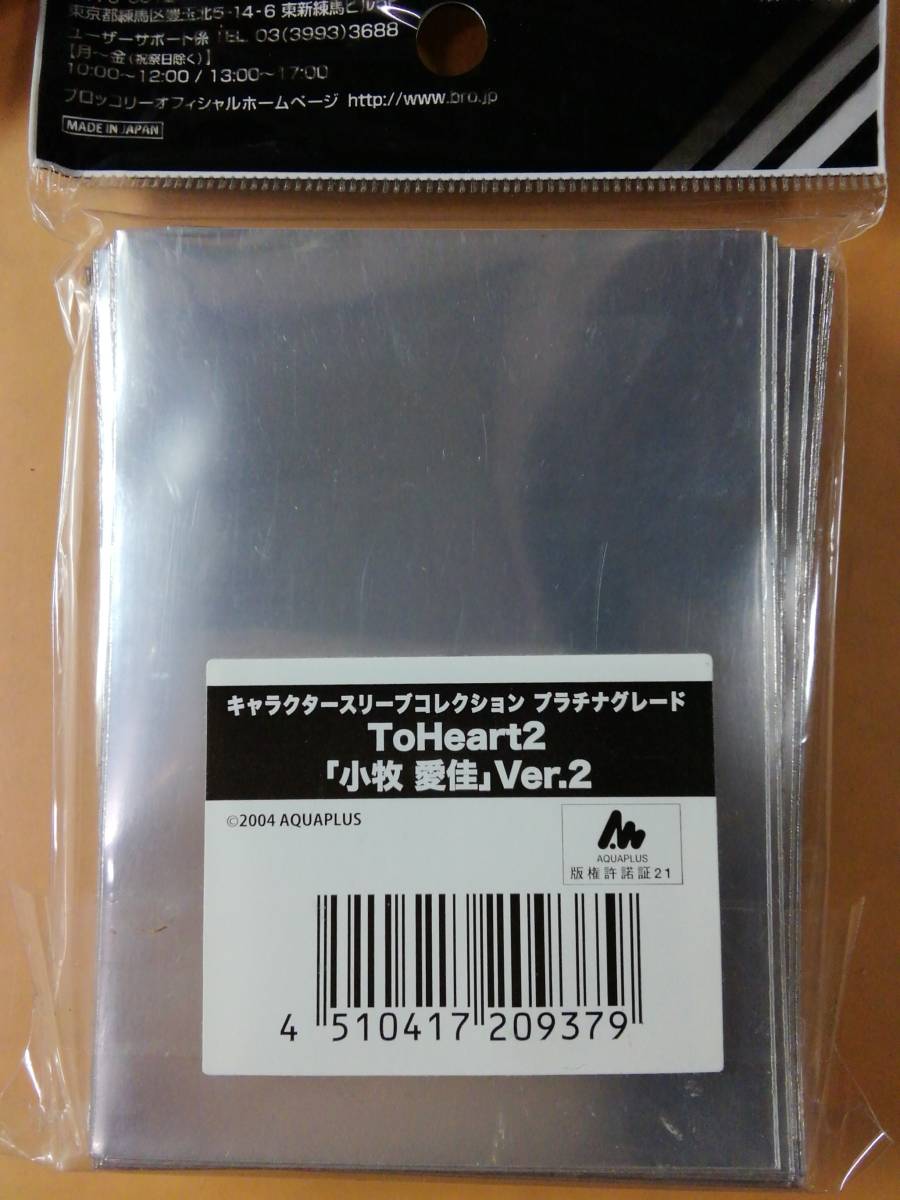 東京都練馬区豊玉北5-14-6 東新練馬ビル5F
ユーザーサポート係 TEL 03(3993)3688
【月～金(祝祭日除く)】
10:00～12:00 / 13:00～17:00
ブロッコリーオフィシャルホームページ http://www.bro.jp
MADE IN JAPAN
キャラクタースリーブコレクション プラチナグレード
ToHeart2
「小牧 愛佳」Ver.2
©2004 AQUAPLUS
AQUAPLUS
版権許諾証21
4 510417 209379